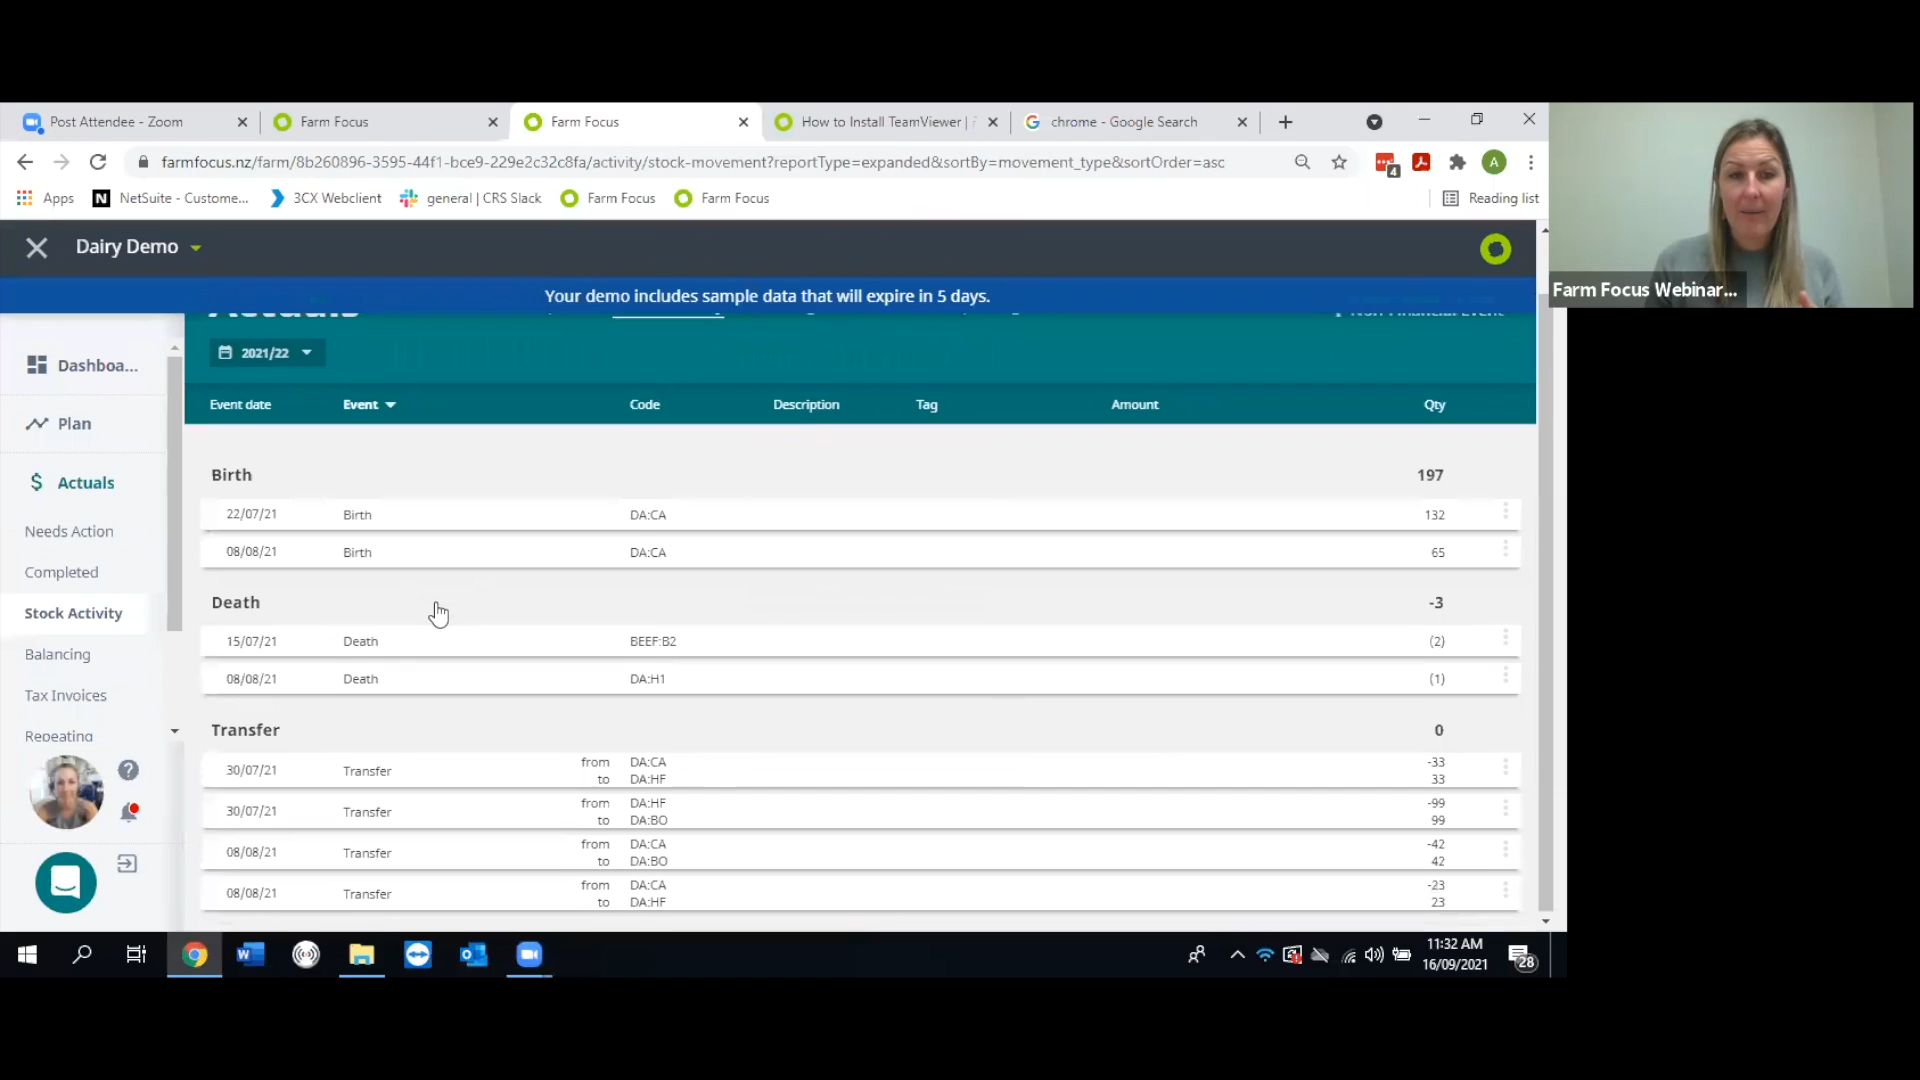 Post Attendee - Zoom
Farm Focus
Farm Focus
How to Install TeamViewer |
chrome - Google Search
farmfocus.nz/farm/8b260896-3595-44f1-bce9-229e2c32c8fa/activity/stock-movement?reportType=expanded&sortBy=movement_type&sortOrder=asc
4
A
Apps
NetSuite - Custome...
3CX Webclient
general | CRS Slack
Farm Focus
Farm Focus
Reading list
Dairy Demo
Farm Focus Webinar...
Your demo includes sample data that will expire in 5 days.
Actuals
Non-Financial Event
2021/22
Dashboa...
Plan
Actuals
Needs Action
Completed
Stock Activity
Balancing
Tax Invoices
Repeating
Event date Event Code Description Tag Amount Qty
Birth 197
22/07/21 Birth DA:CA 132
08/08/21 Birth DA:CA 65
Death -3
15/07/21 Death BEEF:B2 (2)
08/08/21 Death DA:H1 (1)
Transfer 0
30/07/21 Transfer from DA:CA -33
to DA:HF 33
30/07/21 Transfer from DA:HF -99
to DA:BO 99
08/08/21 Transfer from DA:CA -42
to DA:BO 42
08/08/21 Transfer from DA:CA -23
to DA:HF 23
11:32 AM
16/09/2021
28